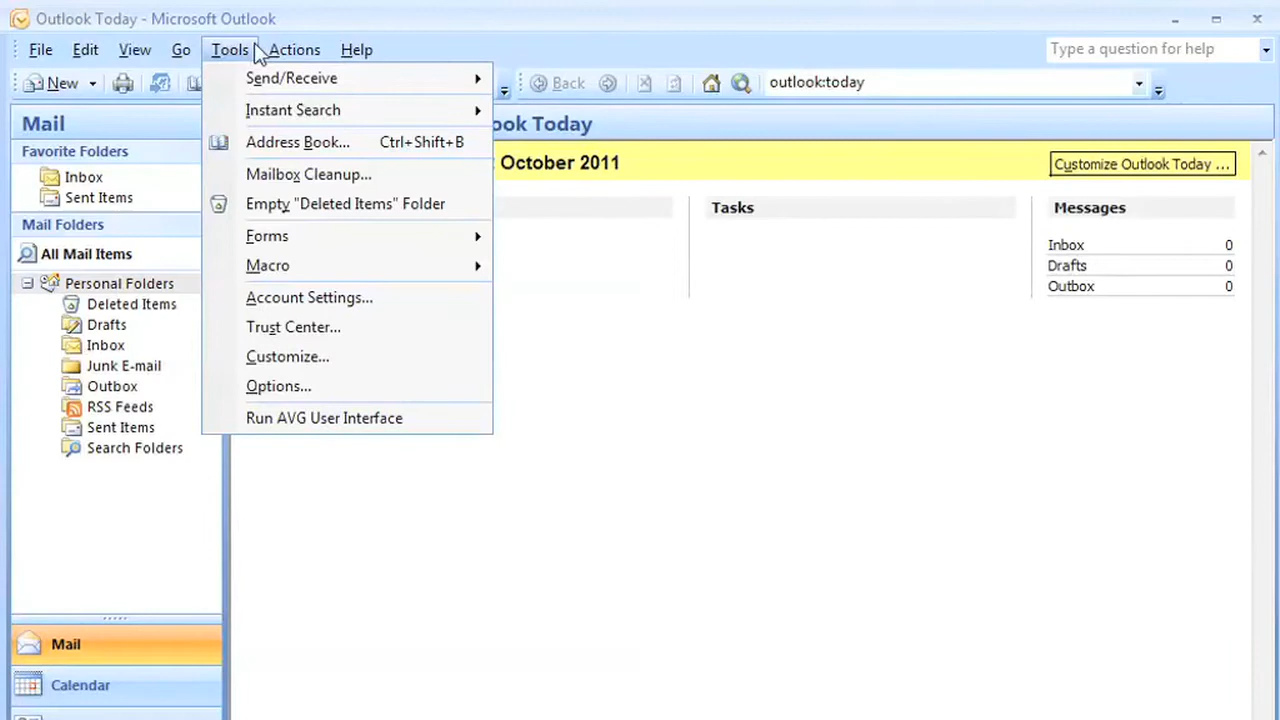 Outlook Today - Microsoft Outlook
File Edit View Go Tools Actions Help
Type a question for help
New
Back
outlook:today
Mail
Favorite Folders
Inbox
Sent Items
Mail Folders
All Mail Items
Personal Folders
Deleted Items
Drafts
Inbox
Junk E-mail
Outbox
RSS Feeds
Sent Items
Search Folders
Mail
Calendar
Send/Receive
Instant Search
Address Book... Ctrl+Shift+B
Mailbox Cleanup...
Empty "Deleted Items" Folder
Forms
Macro
Account Settings...
Trust Center...
Customize...
Options...
Run AVG User Interface
Today
October 2011
Customize Outlook Today ...
Tasks
Messages
Inbox 0
Drafts 0
Outbox 0